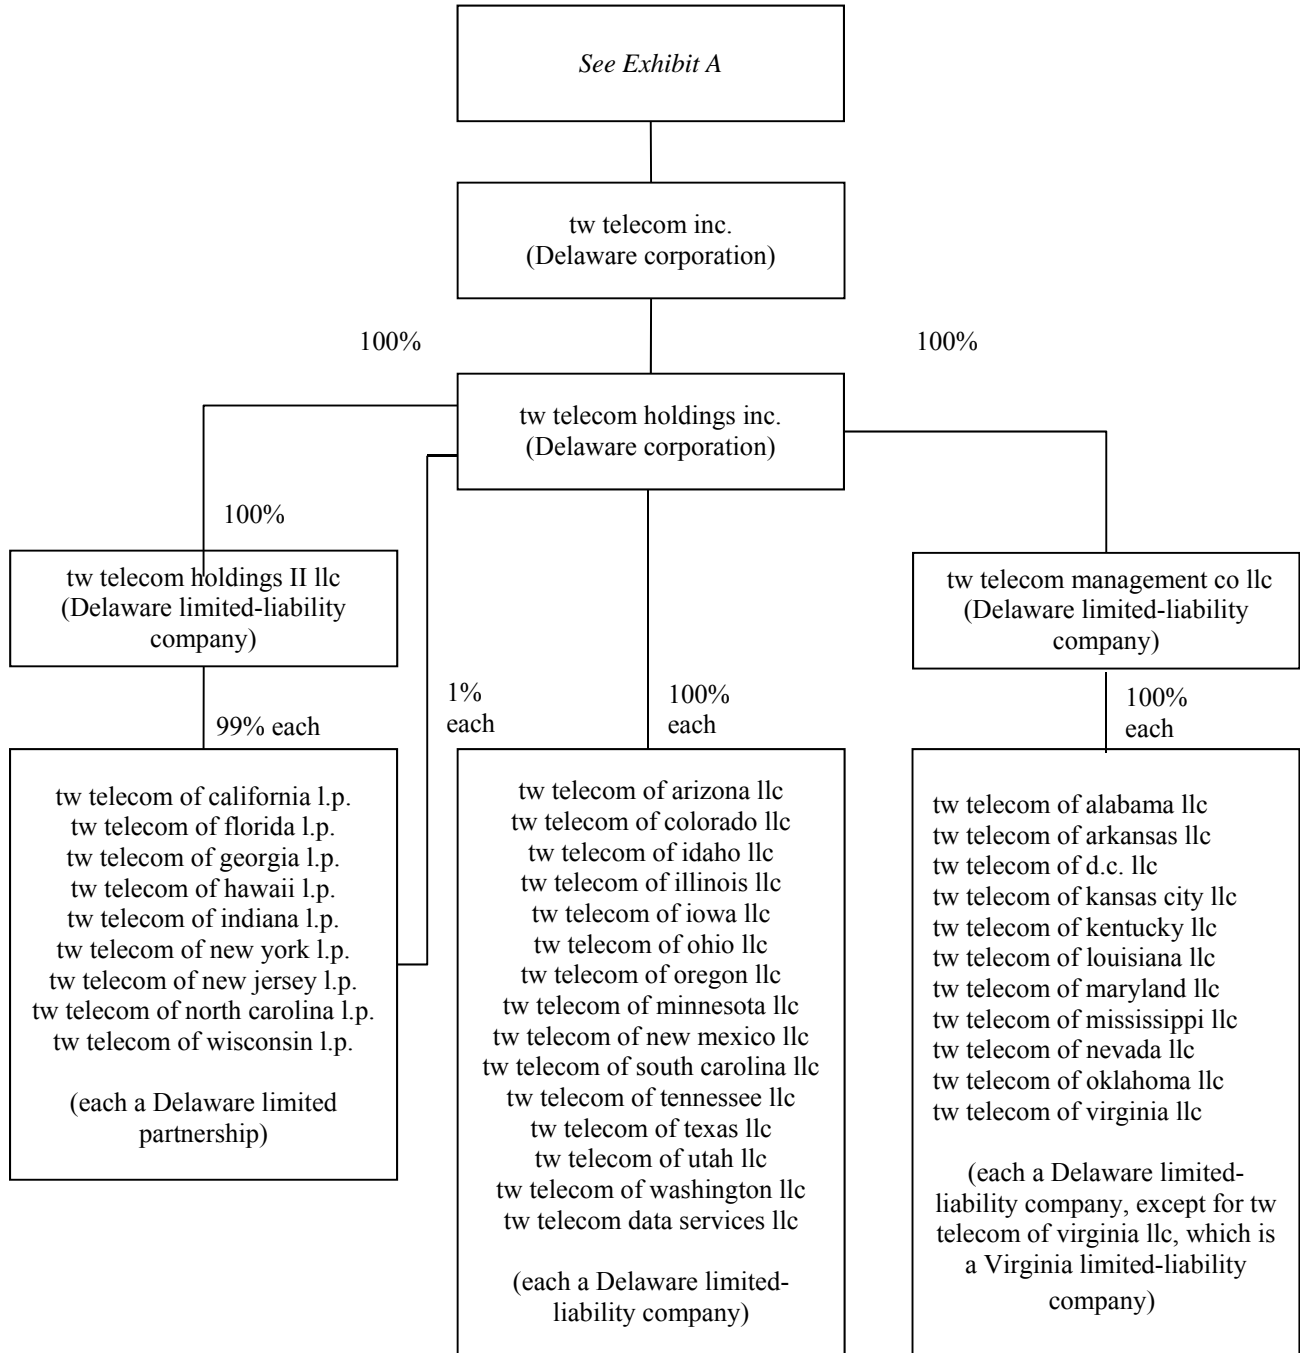 See Exhibit A
tw telecom inc.
(Delaware corporation)
100%
100%
tw telecom holdings inc.
(Delaware corporation)
100%
tw telecom holdings II llc
(Delaware limited-liability
company)
tw telecom management co llc
(Delaware limited-liability
company)
99% each
1%
each
100%
each
100%
each
tw telecom of california l.p.
tw telecom of florida l.p.
tw telecom of georgia l.p.
tw telecom of hawaii l.p.
tw telecom of indiana l.p.
tw telecom of new york l.p.
tw telecom of new jersey l.p.
tw telecom of north carolina l.p.
tw telecom of wisconsin l.p.
(each a Delaware limited
partnership)
tw telecom of arizona llc
tw telecom of colorado llc
tw telecom of idaho llc
tw telecom of illinois llc
tw telecom of iowa llc
tw telecom of ohio llc
tw telecom of oregon llc
tw telecom of minnesota llc
tw telecom of new mexico llc
tw telecom of south carolina llc
tw telecom of tennessee llc
tw telecom of texas llc
tw telecom of utah llc
tw telecom of washington llc
tw telecom data services llc
(each a Delaware limited-
liability company)
tw telecom of alabama llc
tw telecom of arkansas llc
tw telecom of d.c. llc
tw telecom of kansas city llc
tw telecom of kentucky llc
tw telecom of louisiana llc
tw telecom of maryland llc
tw telecom of mississippi llc
tw telecom of nevada llc
tw telecom of oklahoma llc
tw telecom of virginia llc
(each a Delaware limited-
liability company, except for tw
telecom of virginia llc, which is
a Virginia limited-liability
company)